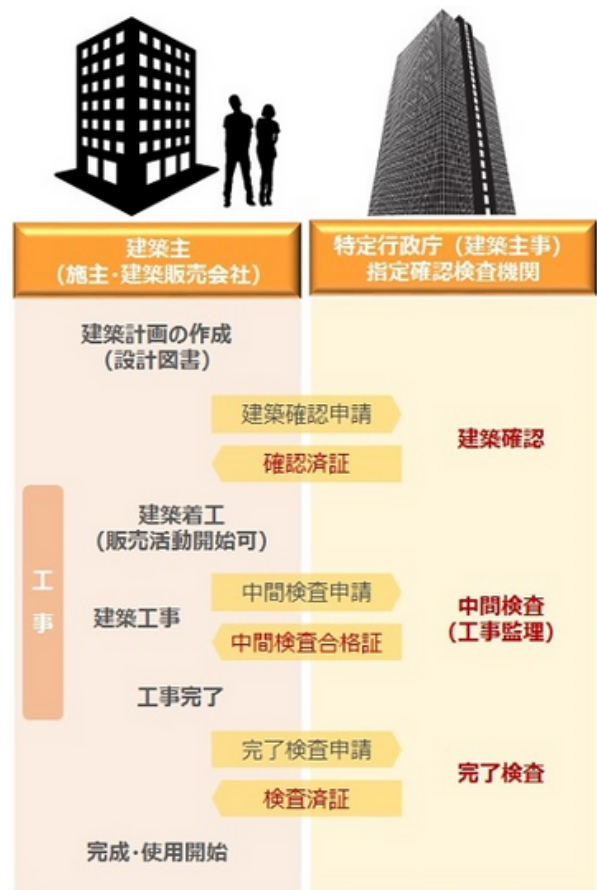 建築主
(施主・建築販売会社)
特定行政庁（建築主事）
指定確認検査機関
建築計画の作成
(設計図書)
建築確認申請
確認済証
建築確認
工事
建築着工
(販売活動開始可)
建築工事
中間検査申請
中間検査合格証
中間検査
(工事監理)
工事完了
完了検査申請
検査済証
完了検査
完成・使用開始